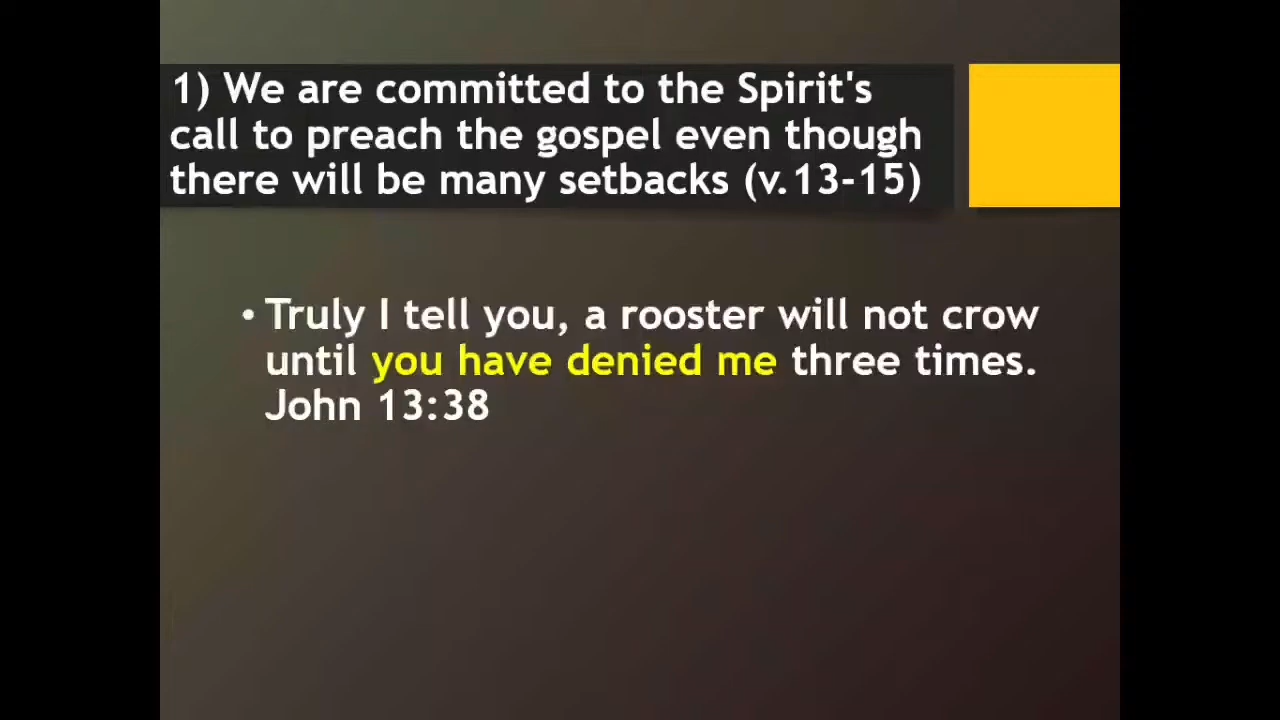 1) We are committed to the Spirit's
call to preach the gospel even though
there will be many setbacks (v.13-15)
• Truly I tell you, a rooster will not crow
until you have denied me three times.
John 13:38